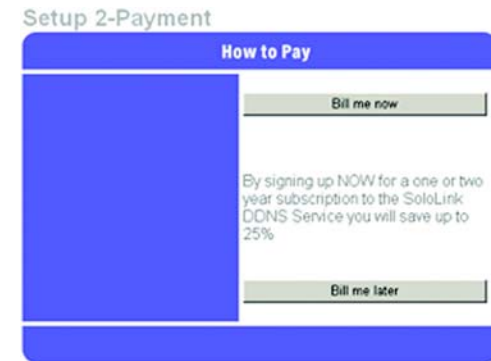 Setup 2-Payment
How to Pay
Bill me now
By signing up NOW for a one or two
year subscription to the SoloLink
DDNS Service you will save up to
25%
Bill me later